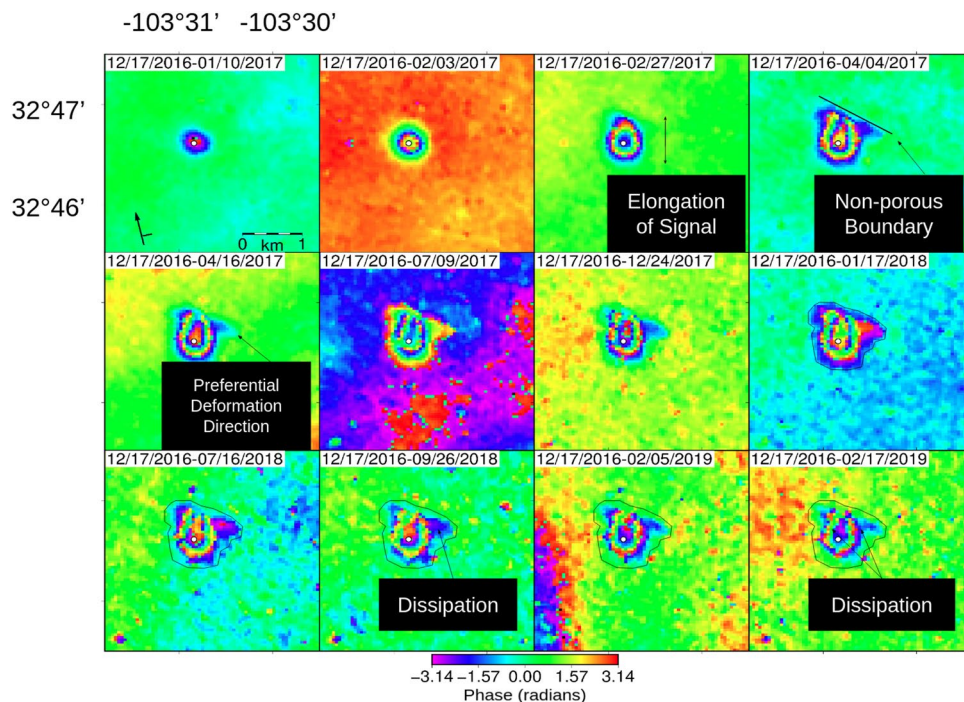 -103°31’ -103°30’
12/17/2016-01/10/2017 12/17/2016-02/03/2017 12/17/2016-02/27/2017 12/17/2016-04/04/2017
32°47’
32°46’
0 1
km
Elongation
of Signal
Non-porous
Boundary
12/17/2016-04/16/2017 12/17/2016-07/09/2017 12/17/2016-12/24/2017 12/17/2016-01/17/2018
Preferential
Deformation
Direction
12/17/2016-07/16/2018 12/17/2016-09/26/2018 12/17/2016-02/05/2019 12/17/2016-02/17/2019
Dissipation
Dissipation
−3.14 −1.57 0.00 1.57 3.14
Phase (radians)